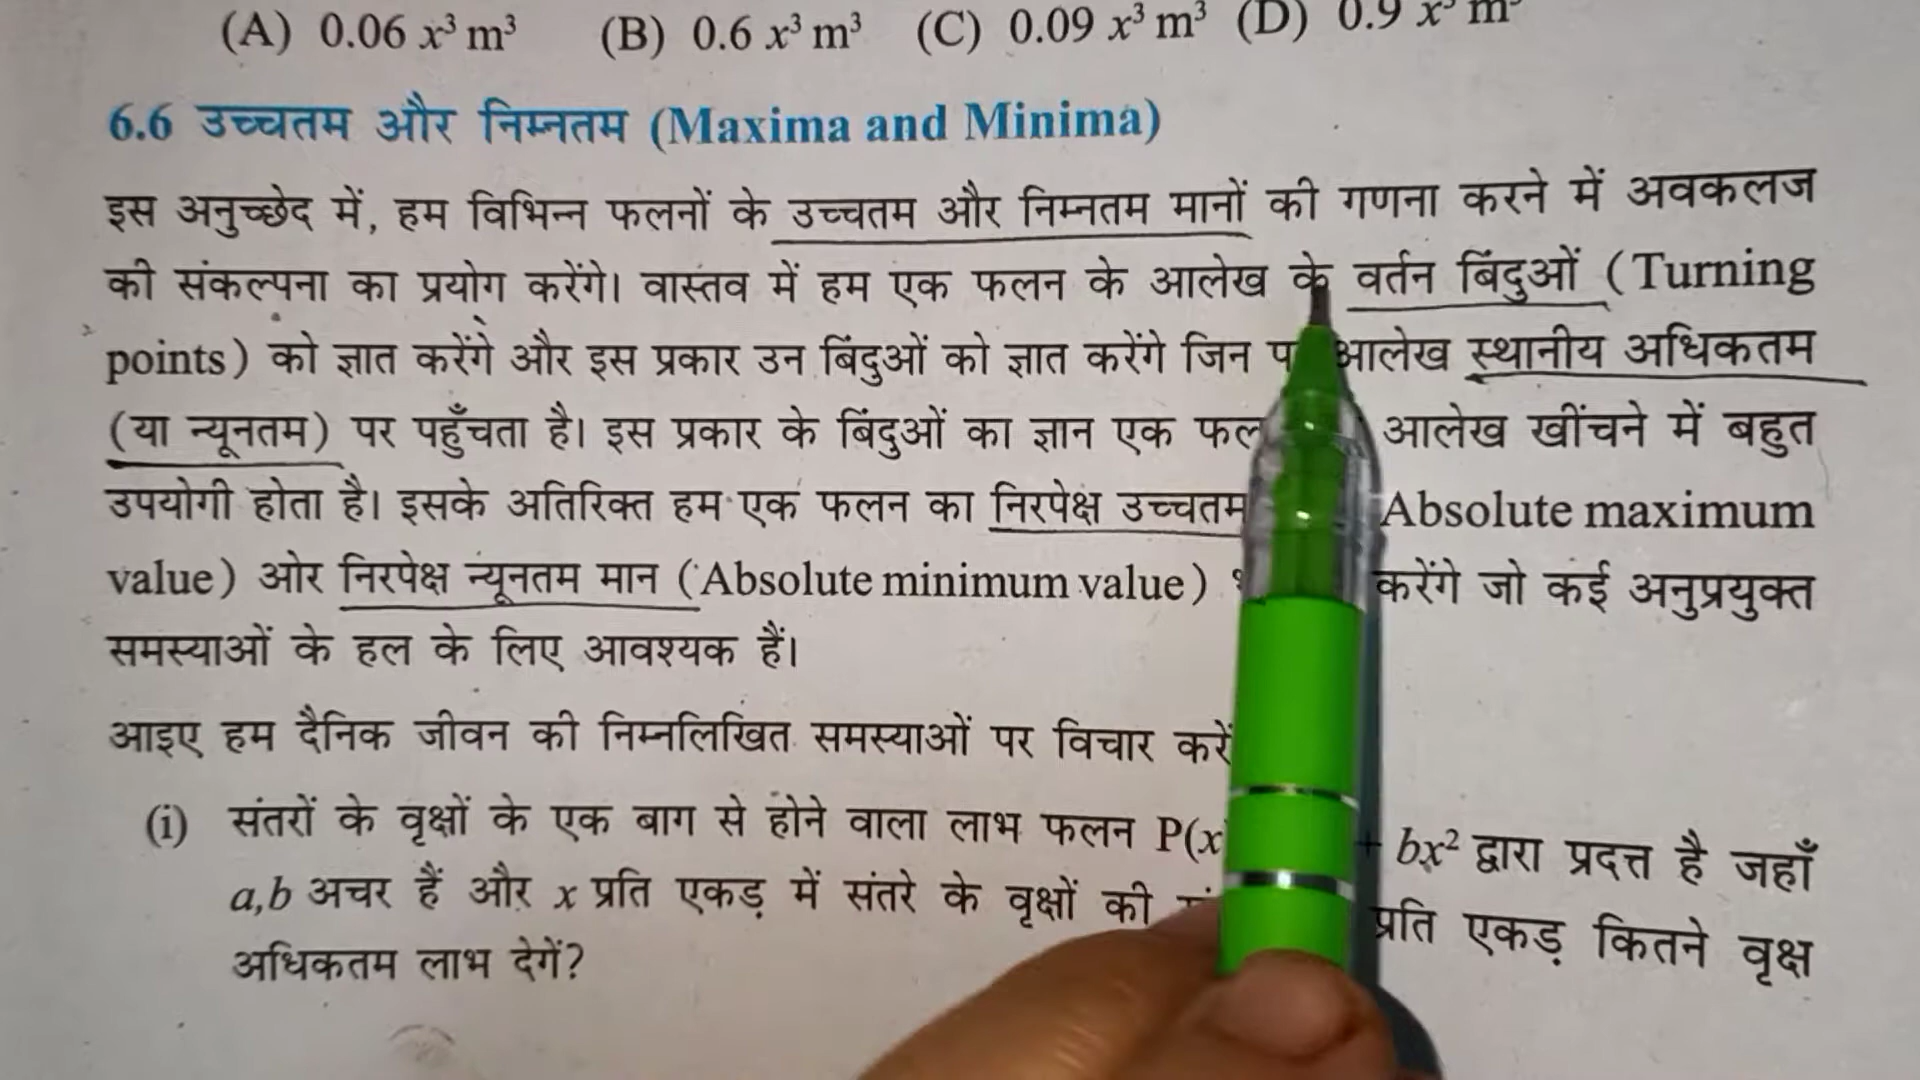 (A) 0.06 x³ m³ (B) 0.6 x³ m³ (C) 0.09 x³ m³ (D) 0.9 x³ m³
6.6 उच्चतम और निम्नतम (Maxima and Minima)
इस अनुच्छेद में, हम विभिन्न फलनों के उच्चतम और निम्नतम मानों की गणना करने में अवकलज
की संकल्पना का प्रयोग करेंगे। वास्तव में हम एक फलन के आलेख के वर्तन बिंदुओं (Turning
points) को ज्ञात करेंगे और इस प्रकार उन बिंदुओं को ज्ञात करेंगे जिन आलेख स्थानीय अधिकतम
(या न्यूनतम) पर पहुँचता है। इस प्रकार के बिंदुओं का ज्ञान एक आलेख खींचने में बहुत
उपयोगी होता है। इसके अतिरिक्त हम एक फलन का निरपेक्ष उच्चतम Absolute maximum
value) ओर निरपेक्ष न्यूनतम मान (Absolute minimum value) करेंगे जो कई अनुप्रयुक्त
समस्याओं के हल के लिए आवश्यक हैं।
आइए हम दैनिक जीवन की निम्नलिखित समस्याओं पर विचार करें
(i) संतरों के वृक्षों के एक बाग से होने वाला लाभ फलन P(x + bx² द्वारा प्रदत्त है जहाँ
a,b अचर हैं और x प्रति एकड़ में संतरे के वृक्षों की प्रति एकड़ कितने वृक्ष
अधिकतम लाभ देगें?